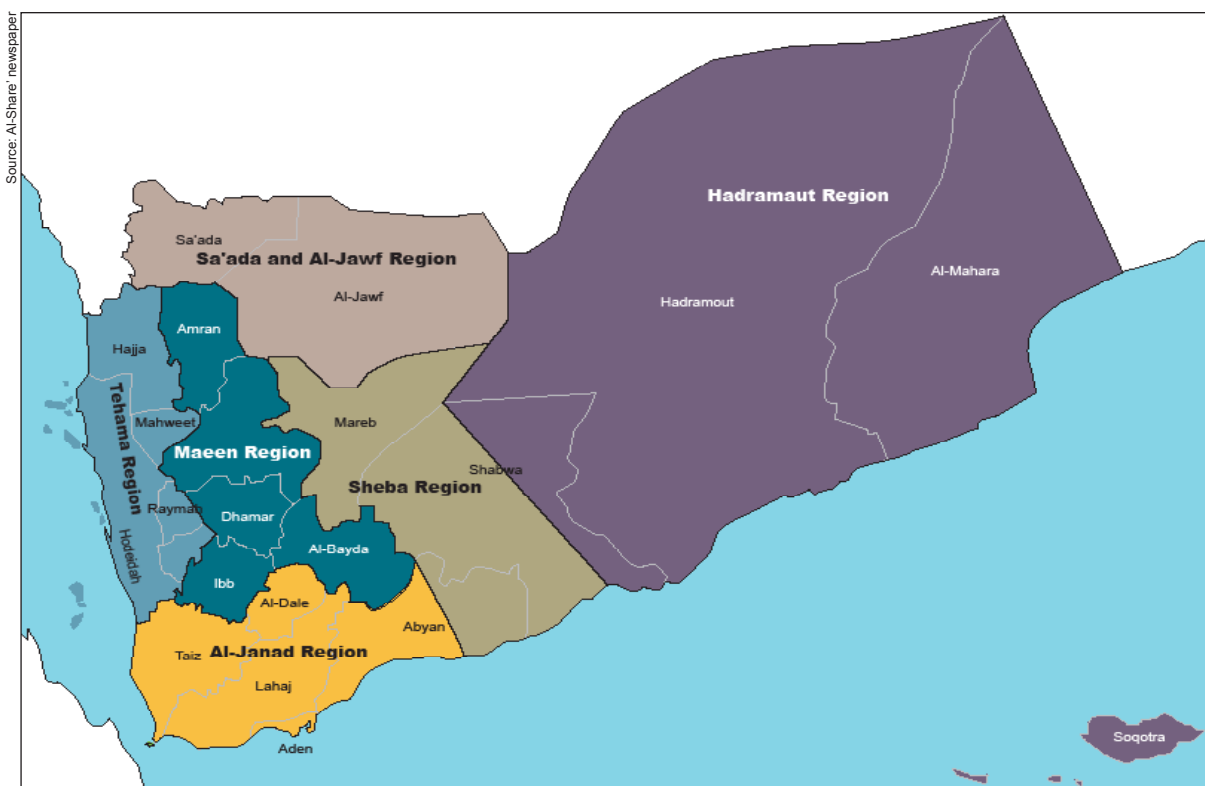 Source: Al-Share' newspaper
Hadramaut Region
Sa'ada
Sa'ada and Al-Jawf Region
Al-Mahara
Al-Jawf
Hadramout
Amran
Hajja
Tehama Region
Mahweet
Mareb
Maeen Region
Shabwa
Sheba Region
Raymah
Dhamar
Hodeidah
Al-Bayda
Ibb
Al-Dale
Abyan
Taiz
Al-Janad Region
Lahaj
Aden
Soqotra